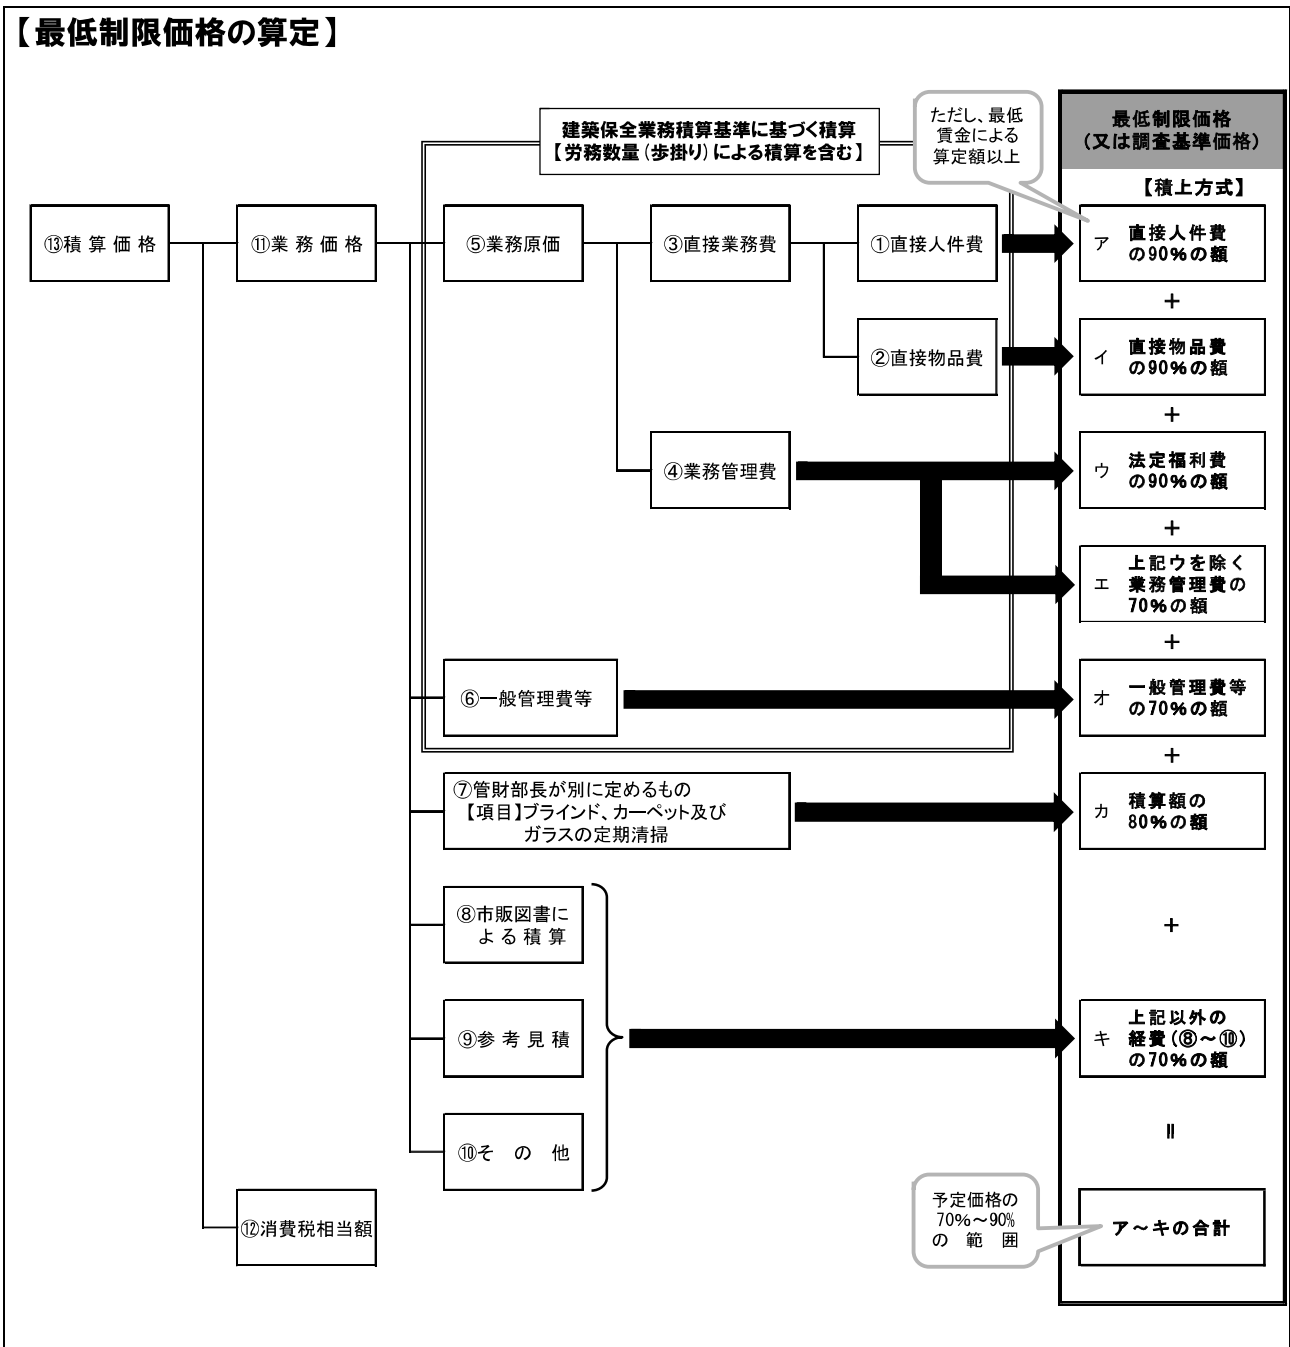 【最低制限価格の算定】
建築保全業務積算基準に基づく積算
【労務数量(歩掛り)による積算を含む】
ただし、最低
賃金による
算定額以上
最低制限価格
(又は調査基準価格)
【積上方式】
⑬積算価格
⑪業務価格
⑤業務原価
③直接業務費
①直接人件費
ア 直接人件費
の90%の額
+
②直接物品費
イ 直接物品費
の90%の額
+
④業務管理費
ウ 法定福利費
の90%の額
+
エ 上記ウを除く
業務管理費の
70%の額
+
⑥一般管理費等
オ 一般管理費等
の70%の額
+
⑦管財部長が別に定めるもの
【項目】ブラインド、カーペット及び
ガラスの定期清掃
カ 積算額の
80%の額
+
⑧市販図書に
よる積算
⑨参考見積
⑩その他
キ 上記以外の
経費(⑧~⑩)
の70%の額
=
⑫消費税相当額
予定価格の
70%~90%
の範囲
ア~キの合計